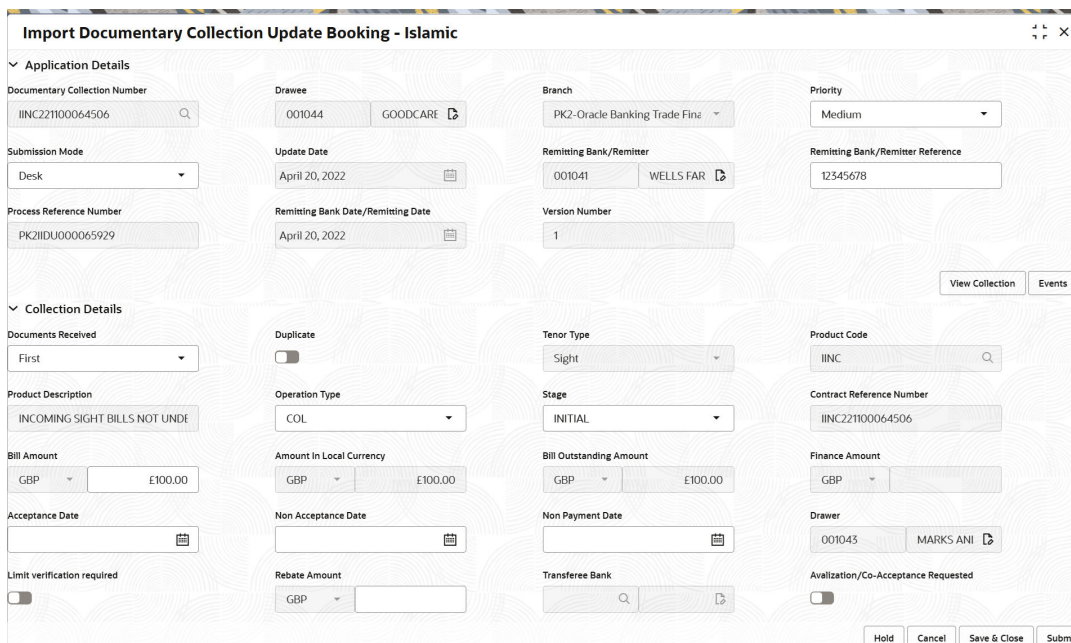 Import Documentary Collection Update Booking - Islamic
Application Details
Documentary Collection Number Drawee Branch Priority
IINC221100064506 001044 GOODCARE PK2-Oracle Banking Trade Fina Medium
Submission Mode Update Date Remitting Bank/Remitter Remitting Bank/Remitter Reference
Desk April 20, 2022 001041 WELLS FAR 12345678
Process Reference Number Remitting Bank Date/Remitting Date Version Number
PK2IIDU000065929 April 20, 2022 1
View Collection Events
Collection Details
Documents Received Duplicate Tenor Type Product Code
First Sight IINC
Product Description Operation Type Stage Contract Reference Number
INCOMING SIGHT BILLS NOT UNDE COL INITIAL IINC221100064506
Bill Amount Amount In Local Currency Bill Outstanding Amount Finance Amount
GBP £100.00 GBP £100.00 GBP £100.00 GBP
Acceptance Date Non Acceptance Date Non Payment Date Drawer
001043 MARKS ANI
Limit verification required Rebate Amount Transferee Bank Avalization/Co-Acceptance Requested
GBP
Hold Cancel Save & Close Subm